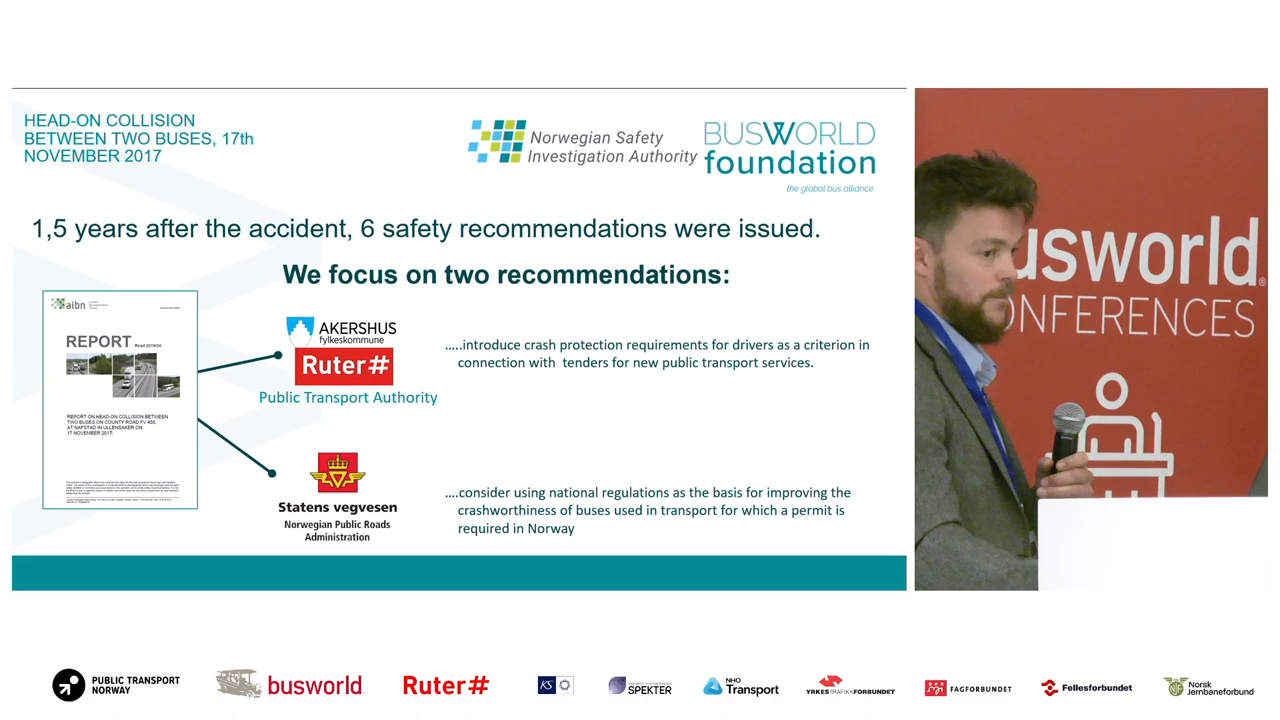 HEAD-ON COLLISION
BETWEEN TWO BUSES, 17th
NOVEMBER 2017
Norwegian Safety
Investigation Authority
BUSWORLD
foundation
the global bus alliance
1,5 years after the accident, 6 safety recommendations were issued.
We focus on two recommendations:
aibn
REPORT
Road 2019/04
REPORT ON HEAD-ON COLLISION BETWEEN
TWO BUSES ON COUNTY ROAD FV 450,
AT NAFSTAD IN ULLENSAKER ON
17 NOVEMBER 2017
AKERSHUS
fylkeskommune
Ruter#
Public Transport Authority
…..introduce crash protection requirements for drivers as a criterion in
connection with tenders for new public transport services.
Statens vegvesen
Norwegian Public Roads
Administration
….consider using national regulations as the basis for improving the
crashworthiness of buses used in transport for which a permit is
required in Norway
usworld®
ONFERENCES
PUBLIC TRANSPORT
NORWAY
busworld
Ruter#
KS
SPEKTER
NHO
Transport
YRKESTRAFIKKFORBUNDET
FAGFORBUNDET
Fellesforbundet
Norsk
Jernbaneforbund